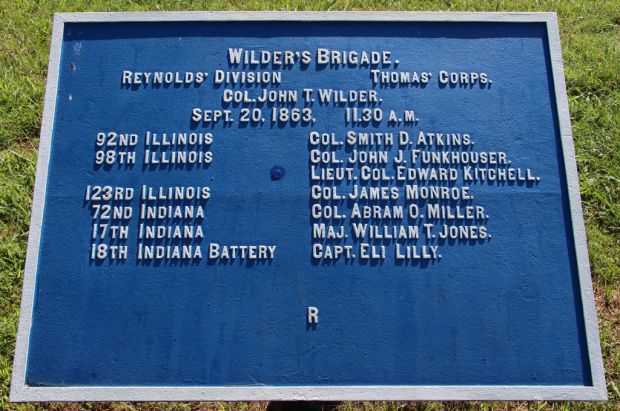 WILDER'S BRIGADE.
REYNOLDS' DIVISION THOMAS' CORPS.
COL. JOHN T. WILDER.
SEPT. 20, 1863, 11.30 A.M.
92ND ILLINOIS COL. SMITH D. ATKINS.
98TH ILLINOIS COL. JOHN J. FUNKHOUSER.
LIEUT. COL. EDWARD KITCHELL.
123RD ILLINOIS COL. JAMES MONROE.
72ND INDIANA COL. ABRAM O. MILLER.
17TH INDIANA MAJ. WILLIAM T. JONES.
18TH INDIANA BATTERY CAPT. ELI LILLY.
R